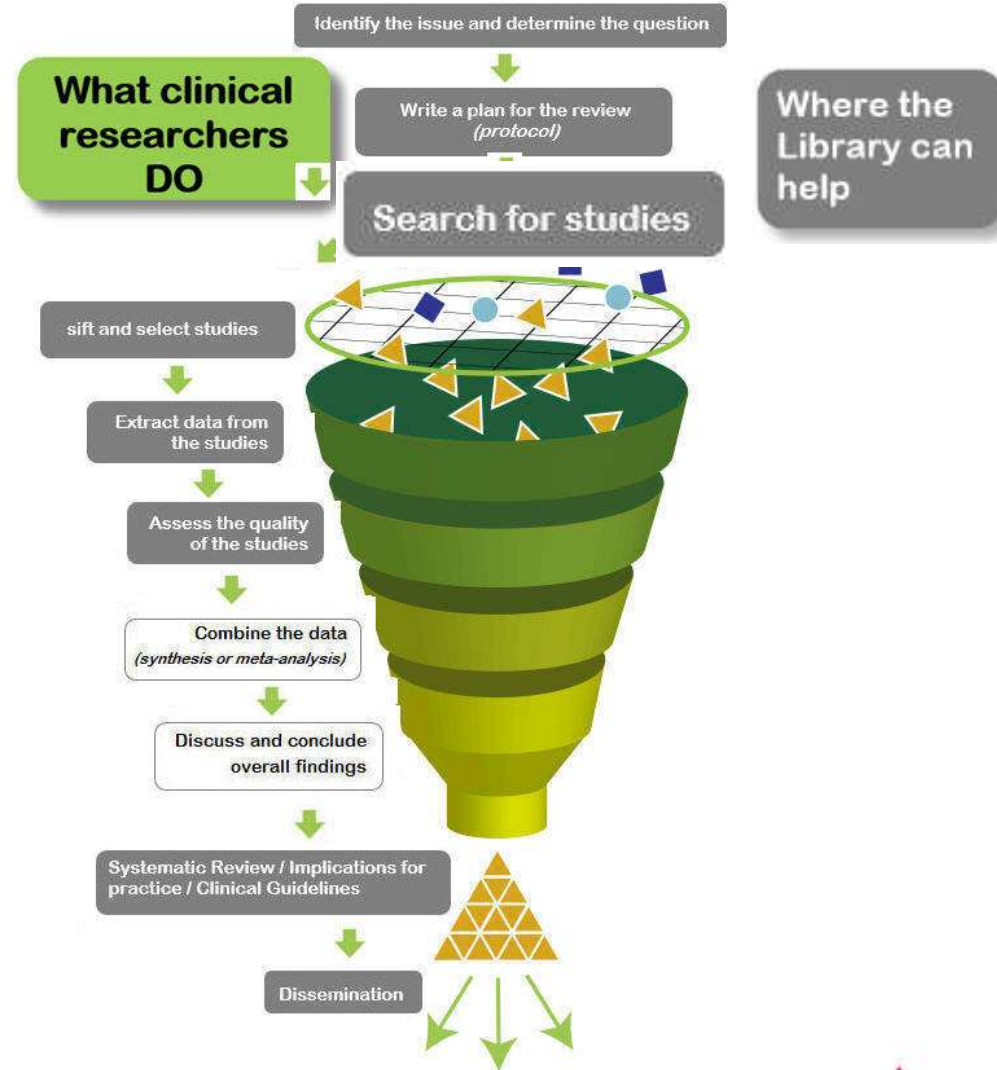 Identify the issue and determine the question
What clinical
researchers
DO
Write a plan for the review
(protocol)
Where the
Library can
help
Search for studies
sift and select studies
Extract data from
the studies
Assess the quality
of the studies
Combine the data
(synthesis or meta-analysis)
Discuss and conclude
overall findings
Systematic Review / Implications for
practice / Clinical Guidelines
Dissemination